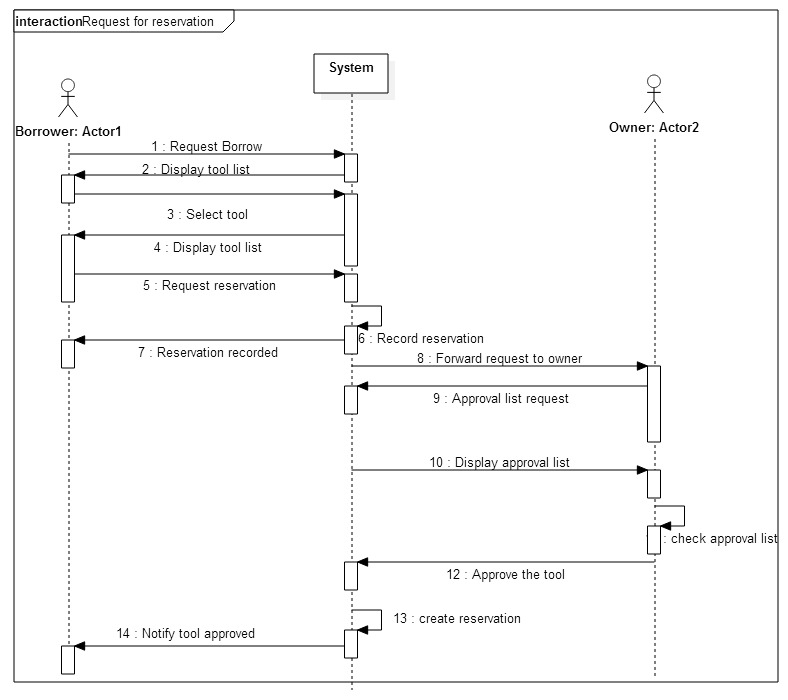 interactionRequest for reservation
System
Borrower: Actor1
Owner: Actor2
1 : Request Borrow
2 : Display tool list
3 : Select tool
4 : Display tool list
5 : Request reservation
6 : Record reservation
7 : Reservation recorded
8 : Forward request to owner
9 : Approval list request
10 : Display approval list
: check approval list
12 : Approve the tool
13 : create reservation
14 : Notify tool approved